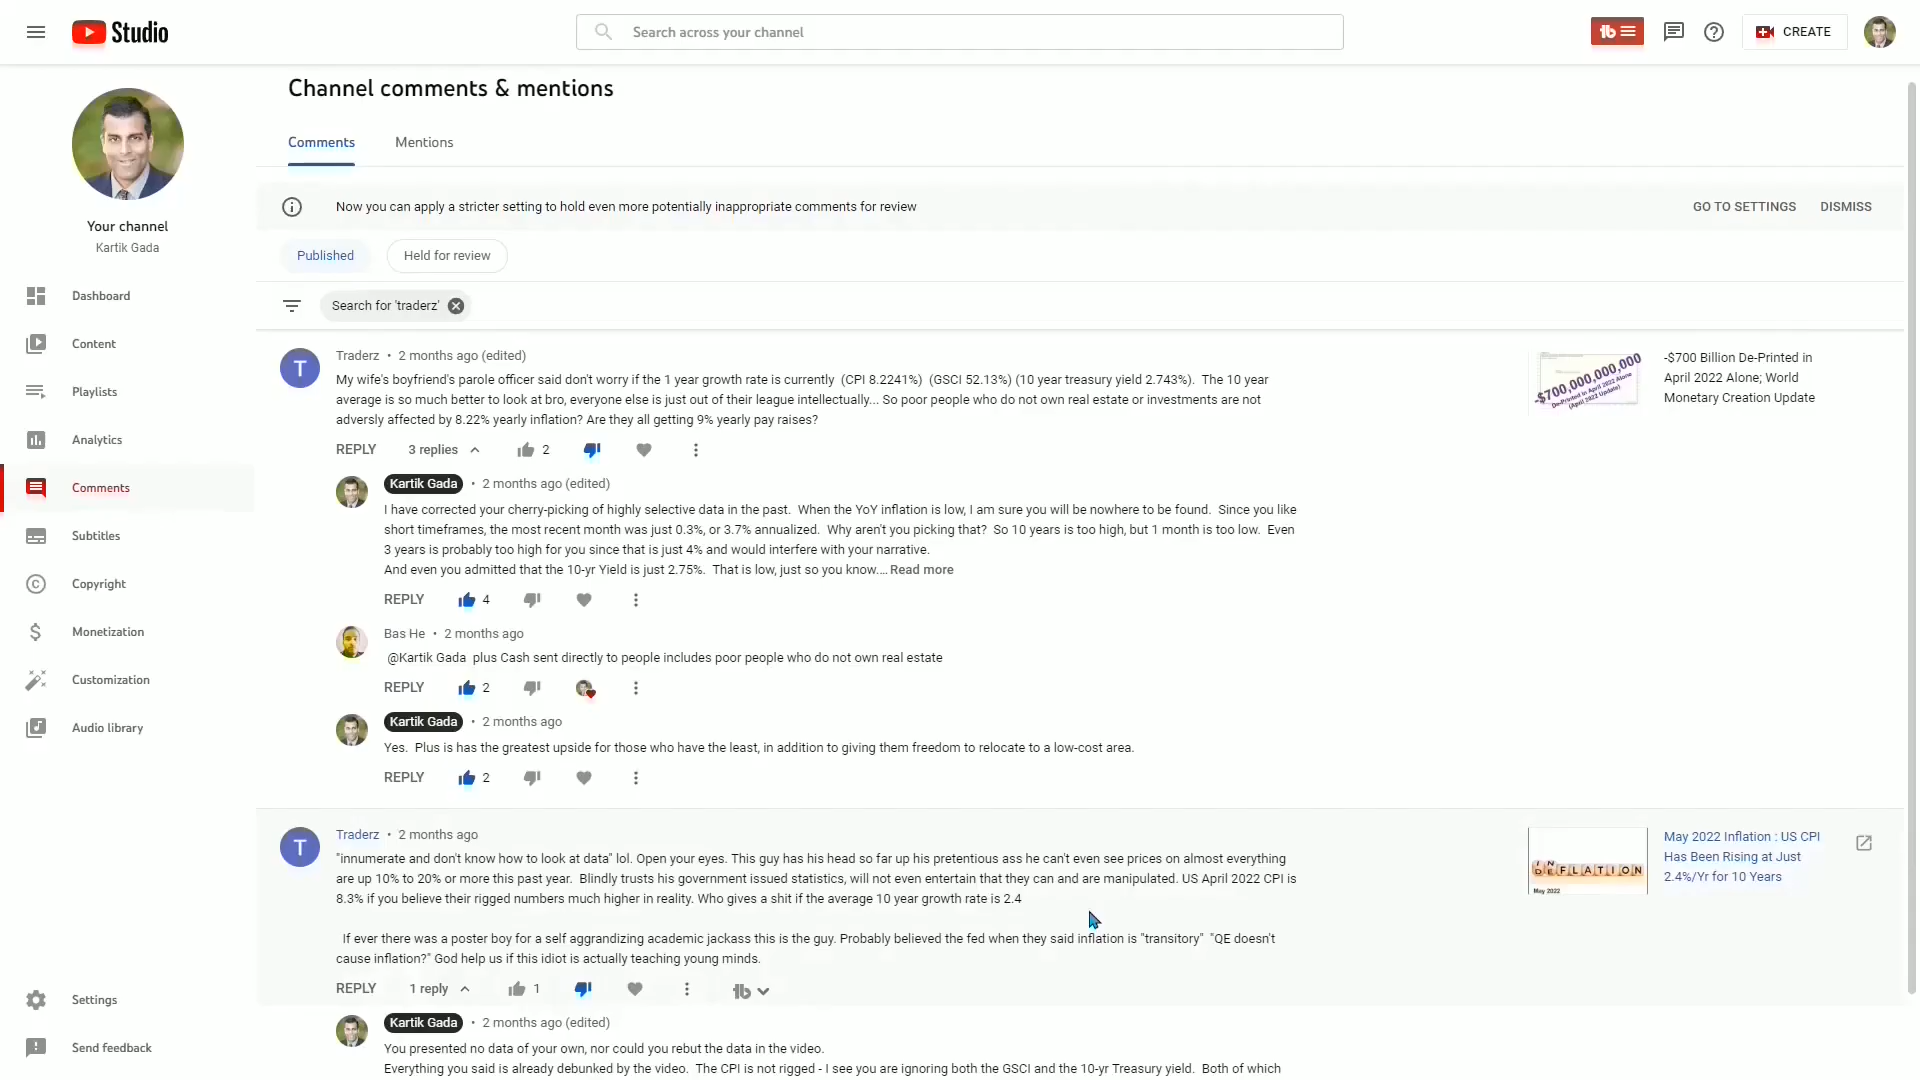 Studio
Search across your channel
CREATE
Channel comments & mentions
Comments
Mentions
Now you can apply a stricter setting to hold even more potentially inappropriate comments for review
GO TO SETTINGS
DISMISS
Your channel
Kartik Gada
Published
Held for review
Search for 'traderz'
Dashboard
Content
Playlists
Analytics
Comments
Subtitles
Copyright
Monetization
Customization
Audio library
Settings
Send feedback
T
Traderz • 2 months ago (edited)
My wife's boyfriend's parole officer said don't worry if the 1 year growth rate is currently (CPI 8.2241%) (GSCI 52.13%) (10 year treasury yield 2.743%). The 10 year
average is so much better to look at bro, everyone else is just out of their league intellectually... So poor people who do not own real estate or investments are not
adversly affected by 8.22% yearly inflation? Are they all getting 9% yearly pay raises?
REPLY 3 replies 2
-$700,000,000,000
De-Printed in April 2022 Alone
(April 2022 Update)
-$700 Billion De-Printed in
April 2022 Alone; World
Monetary Creation Update
Kartik Gada • 2 months ago (edited)
I have corrected your cherry-picking of highly selective data in the past. When the YoY inflation is low, I am sure you will be nowhere to be found. Since you like
short timeframes, the most recent month was just 0.3%, or 3.7% annualized. Why aren't you picking that? So 10 years is too high, but 1 month is too low. Even
3 years is probably too high for you since that is just 4% and would interfere with your narrative.
And even you admitted that the 10-yr Yield is just 2.75%. That is low, just so you know.... Read more
REPLY 4
Bas He • 2 months ago
@Kartik Gada plus Cash sent directly to people includes poor people who do not own real estate
REPLY 2
Kartik Gada • 2 months ago
Yes. Plus is has the greatest upside for those who have the least, in addition to giving them freedom to relocate to a low-cost area.
REPLY 2
T
Traderz • 2 months ago
"innumerate and don't know how to look at data" lol. Open your eyes. This guy has his head so far up his pretentious ass he can't even see prices on almost everything
are up 10% to 20% or more this past year. Blindly trusts his government issued statistics, will not even entertain that they can and are manipulated. US April 2022 CPI is
8.3% if you believe their rigged numbers much higher in reality. Who gives a shit if the average 10 year growth rate is 2.4
If ever there was a poster boy for a self aggrandizing academic jackass this is the guy. Probably believed the fed when they said inflation is "transitory" "QE doesn't
cause inflation?" God help us if this idiot is actually teaching young minds.
REPLY 1 reply 1
IN
DEFLATION
May 2022
May 2022 Inflation : US CPI
Has Been Rising at Just
2.4%/Yr for 10 Years
Kartik Gada • 2 months ago (edited)
You presented no data of your own, nor could you rebut the data in the video.
Everything you said is already debunked by the video. The CPI is not rigged - I see you are ignoring both the GSCI and the 10-yr Treasury yield. Both of which